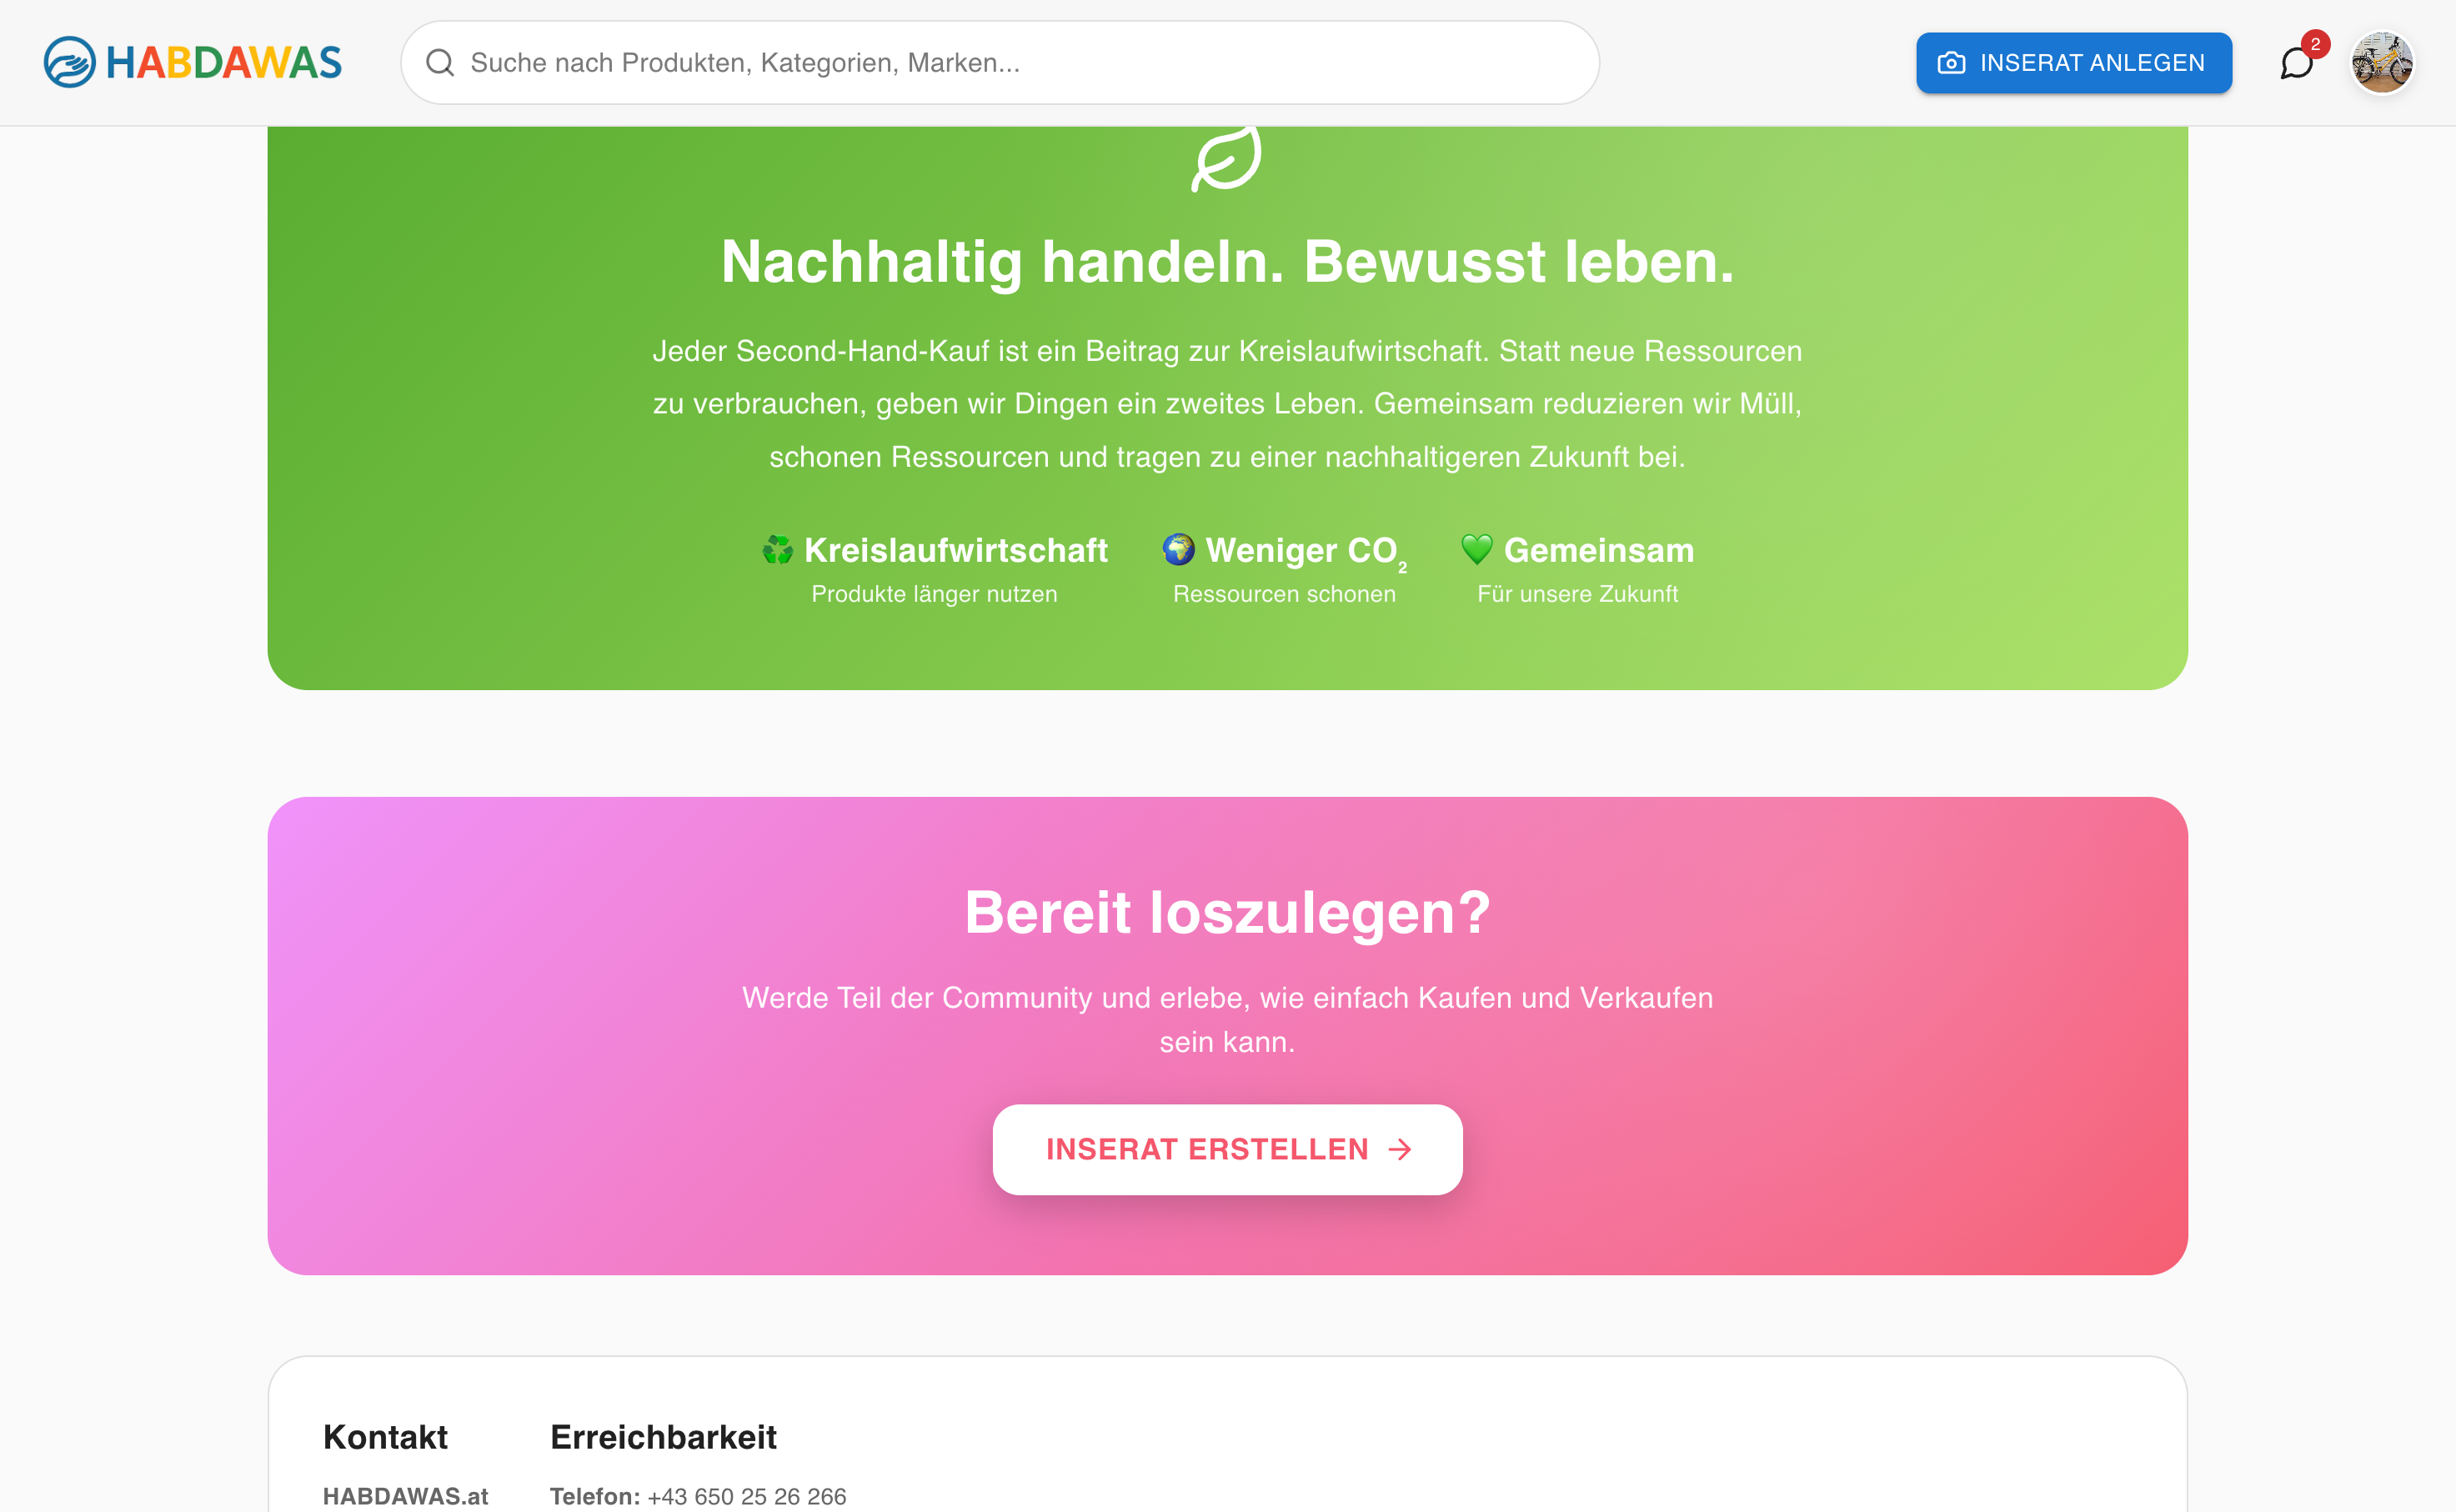 HABDAWAS
Suche nach Produkten, Kategorien, Marken...
INSERAT ANLEGEN
2
Nachhaltig handeln. Bewusst leben.
Jeder Second-Hand-Kauf ist ein Beitrag zur Kreislaufwirtschaft. Statt neue Ressourcen
zu verbrauchen, geben wir Dingen ein zweites Leben. Gemeinsam reduzieren wir Müll,
schonen Ressourcen und tragen zu einer nachhaltigeren Zukunft bei.
♻️ Kreislaufwirtschaft
Produkte länger nutzen
🌍 Weniger CO₂
Ressourcen schonen
💚 Gemeinsam
Für unsere Zukunft
Bereit loszulegen?
Werde Teil der Community und erlebe, wie einfach Kaufen und Verkaufen
sein kann.
INSERAT ERSTELLEN →
Kontakt
HABDAWAS.at
Erreichbarkeit
Telefon: +43 650 25 26 266